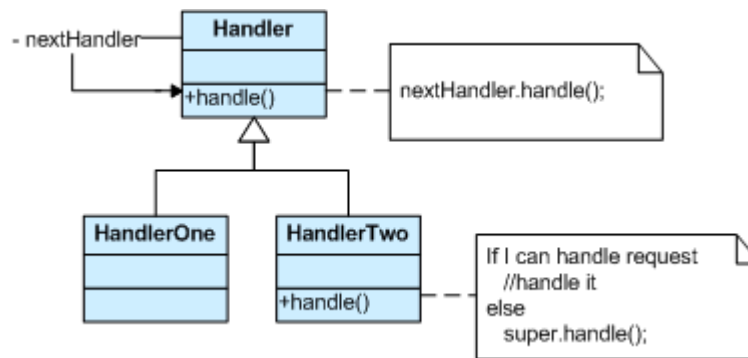 Handler
- nextHandler
+handle()
nextHandler.handle();
HandlerOne
HandlerTwo
+handle()
If I can handle request
//handle it
else
super.handle();